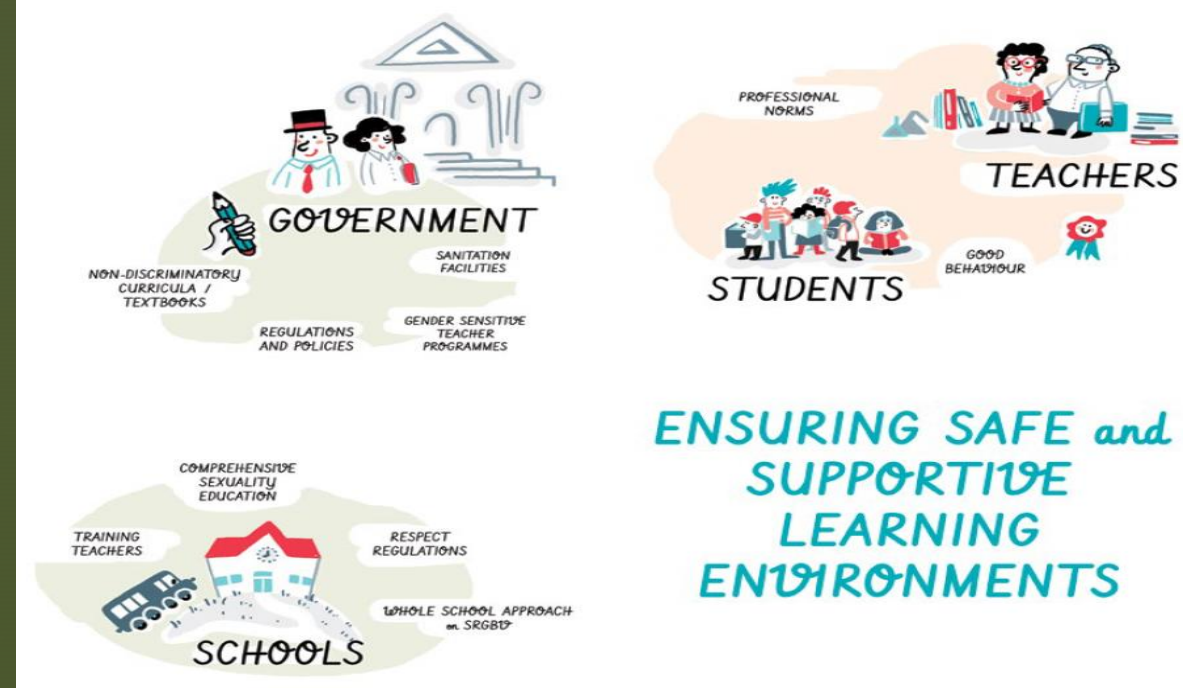 GOVERNMENT
SANITATION
FACILITIES
NON-DISCRIMINATORY
CURRICULA /
TEXTBOOKS
REGULATIONS
AND POLICIES
GENDER SENSITIVE
TEACHER
PROGRAMMES
PROFESSIONAL
NORMS
TEACHERS
STUDENTS
GOOD
BEHAVIOUR
COMPREHENSIVE
SEXUALITY
EDUCATION
TRAINING
TEACHERS
RESPECT
REGULATIONS
WHOLE SCHOOL APPROACH
on SRGBV
SCHOOLS
ENSURING SAFE and
SUPPORTIVE
LEARNING
ENVIRONMENTS